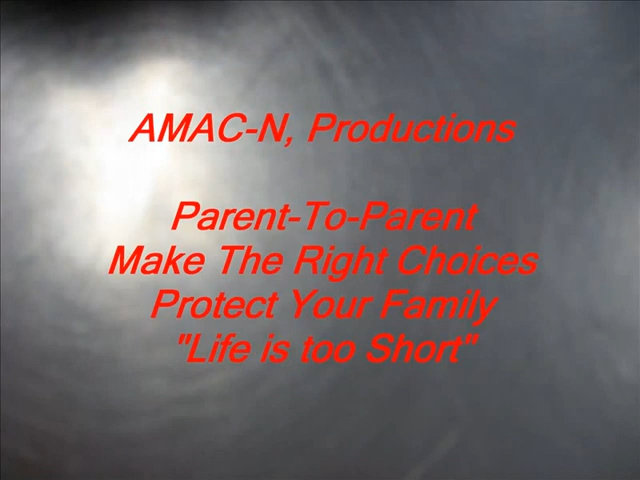 AMAC-N, Productions
Parent-To-Parent
Make The Right Choices
Protect Your Family
"Life is too Short"